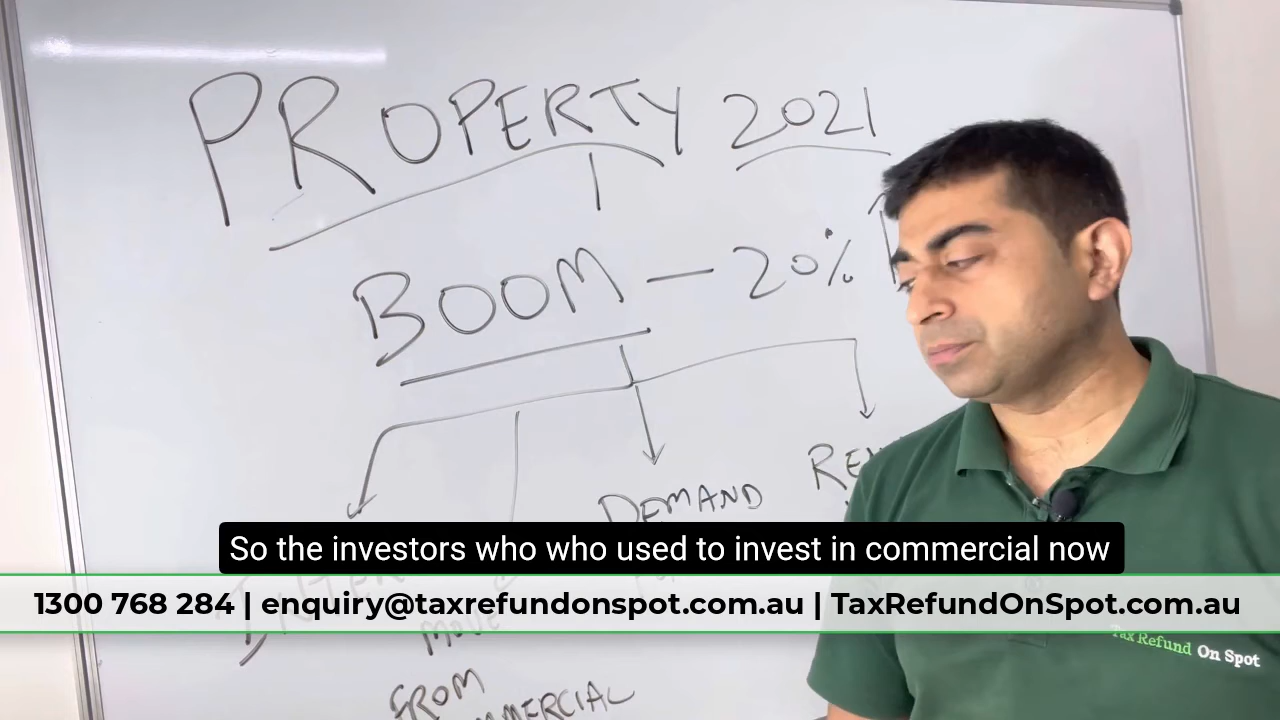 PROPERTY 2021
BOOM — 20%
DEMAND
So the investors who who used to invest in commercial now
1300 768 284 | enquiry@taxrefundonspot.com.au | TaxRefundOnSpot.com.au
MOVE
Tax Refund On Spot
FROM